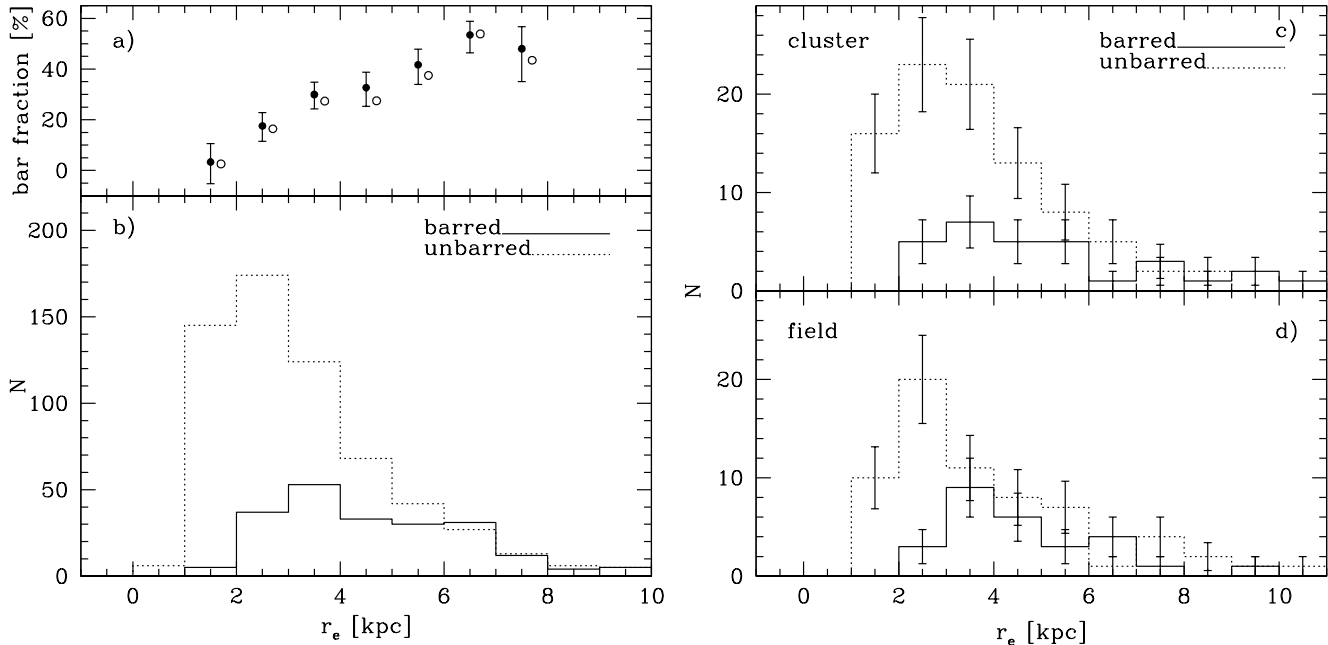 a)
bar fraction [%]
60
40
20
0
b)
barred
unbarred
N
200
150
100
50
0
0 2 4 6 8 10
r_e [kpc]
cluster
c)
barred
unbarred
20
10
0
N
field
d)
20
10
0
0 2 4 6 8 10
r_e [kpc]